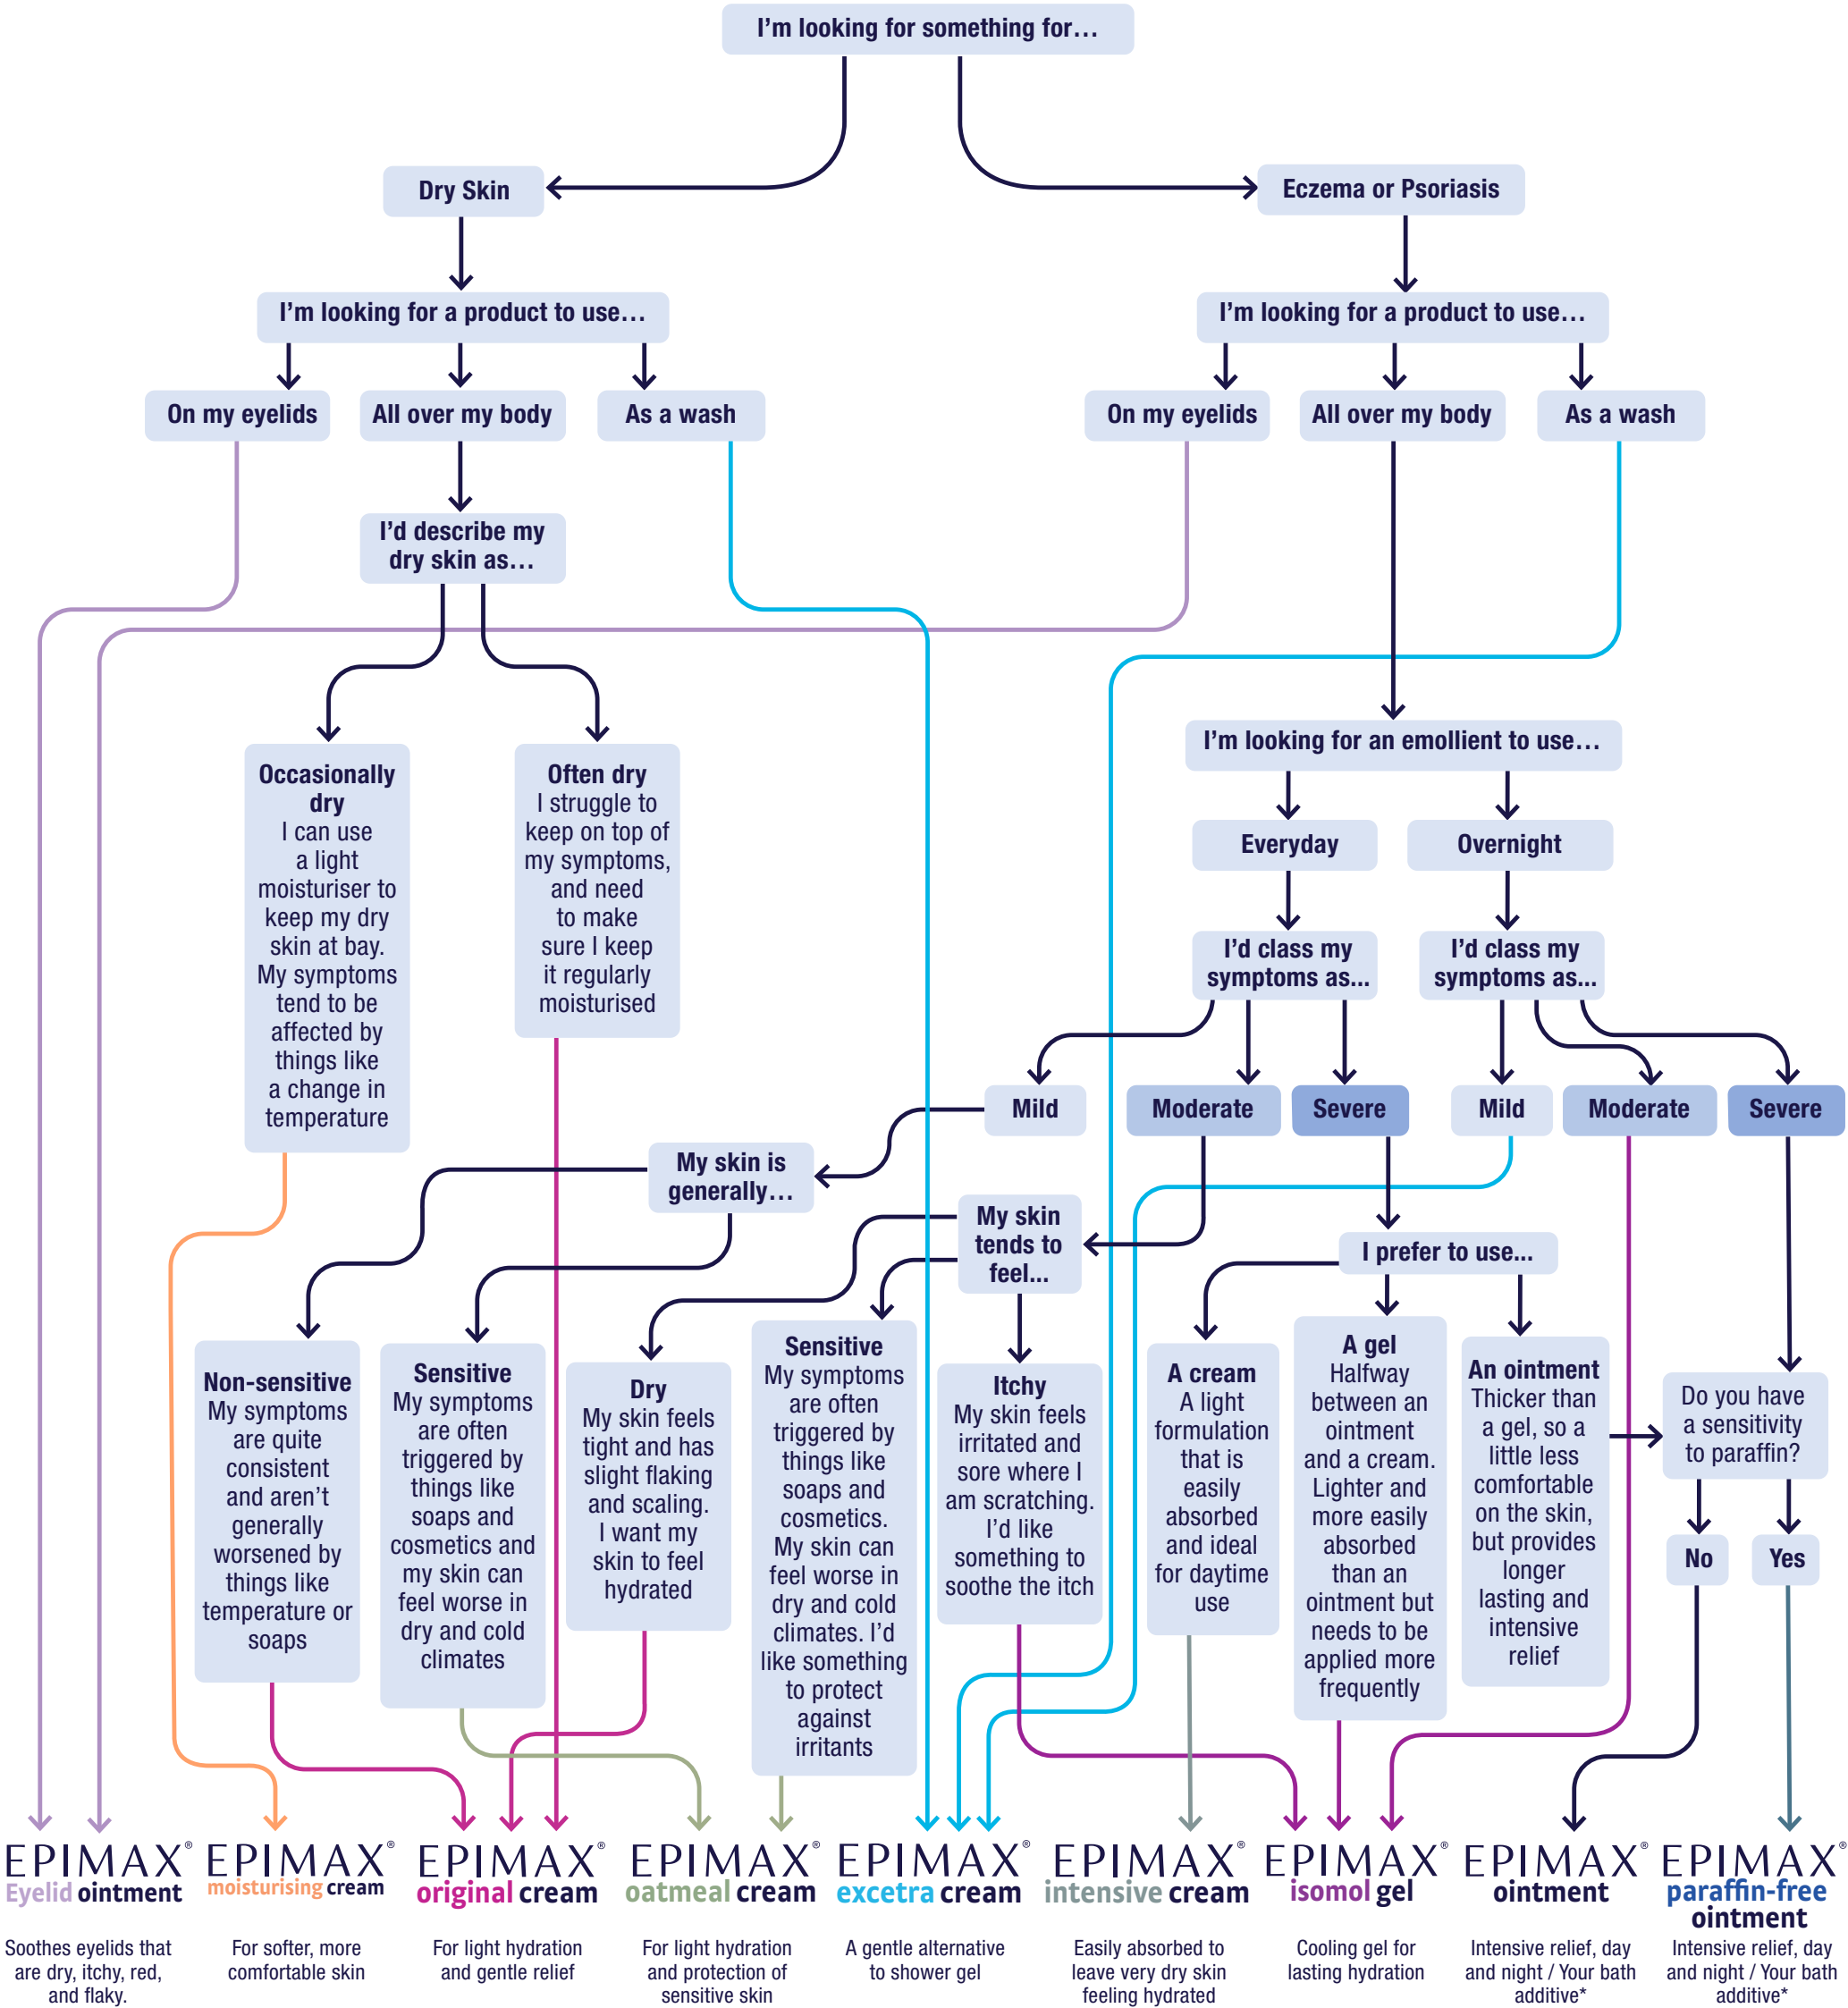 I’m looking for something for…
Dry Skin
Eczema or Psoriasis
I’m looking for a product to use…
I’m looking for a product to use…
On my eyelids
All over my body
As a wash
On my eyelids
All over my body
As a wash
I’d describe my
dry skin as…
I’m looking for an emollient to use…
Occasionally
dry
I can use
a light
moisturiser to
keep my dry
skin at bay.
My symptoms
tend to be
affected by
things like
a change in
temperature
Often dry
I struggle to
keep on top of
my symptoms,
and need
to make
sure I keep
it regularly
moisturised
Everyday
Overnight
I’d class my
symptoms as...
I’d class my
symptoms as...
Mild
Moderate
Severe
Mild
Moderate
Severe
My skin is
generally…
My skin
tends to
feel...
I prefer to use...
Non-sensitive
My symptoms
are quite
consistent
and aren’t
generally
worsened by
things like
temperature or
soaps
Sensitive
My symptoms
are often
triggered by
things like
soaps and
cosmetics and
my skin can
feel worse in
dry and cold
climates
Dry
My skin feels
tight and has
slight flaking
and scaling.
I want my
skin to feel
hydrated
Sensitive
My symptoms
are often
triggered by
things like
soaps and
cosmetics.
My skin can
feel worse in
dry and cold
climates. I’d
like something
to protect
against
irritants
Itchy
My skin feels
irritated and
sore where I
am scratching.
I’d like
something to
soothe the itch
A cream
A light
formulation
that is
easily
absorbed
and ideal
for daytime
use
A gel
Halfway
between an
ointment
and a cream.
Lighter and
more easily
absorbed
than an
ointment but
needs to be
applied more
frequently
An ointment
Thicker than
a gel, so a
little less
comfortable
on the skin,
but provides
longer
lasting and
intensive
relief
Do you have
a sensitivity
to paraffin?
No
Yes
EPIMAX®
Eyelid ointment
Soothes eyelids that
are dry, itchy, red,
and flaky.
EPIMAX®
moisturising cream
For softer, more
comfortable skin
EPIMAX®
original cream
For light hydration
and gentle relief
EPIMAX®
oatmeal cream
For light hydration
and protection of
sensitive skin
EPIMAX®
excetra cream
A gentle alternative
to shower gel
EPIMAX®
intensive cream
Easily absorbed to
leave very dry skin
feeling hydrated
EPIMAX®
isomol gel
Cooling gel for
lasting hydration
EPIMAX®
ointment
Intensive relief, day
and night / Your bath
additive*
EPIMAX®
paraffin-free
ointment
Intensive relief, day
and night / Your bath
additive*